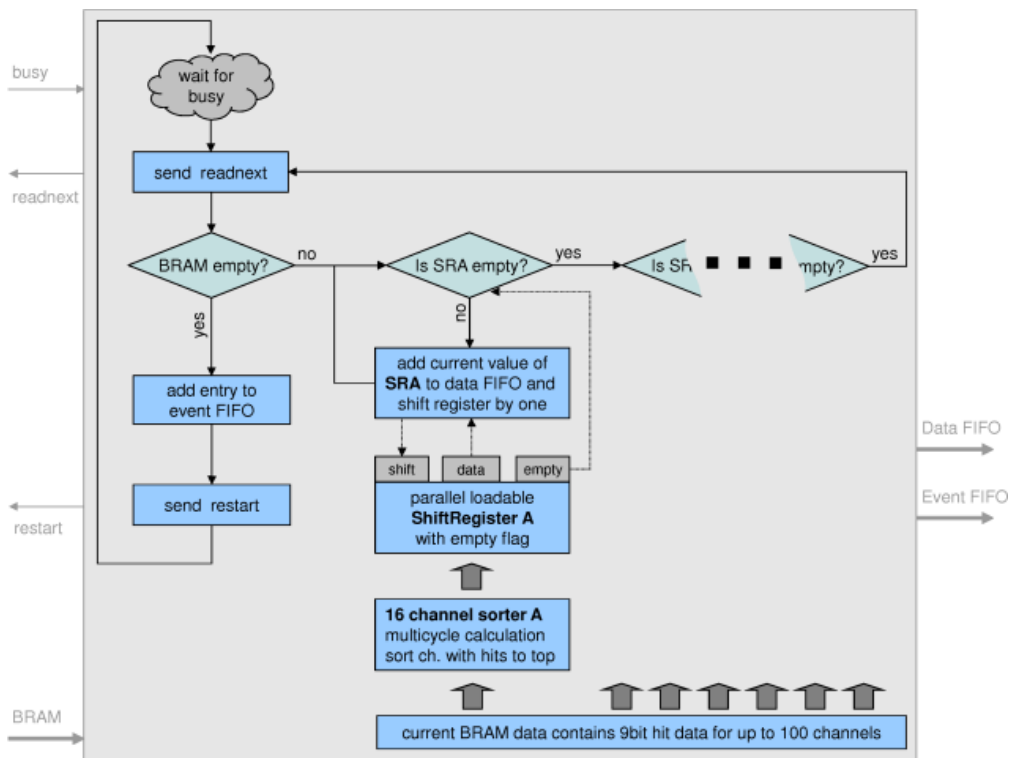 busy
wait for
busy
send readnext
readnext
BRAM empty?
no
Is SRA empty?
yes
Is SR
mpty?
yes
yes
no
add entry to
event FIFO
add current value of
SRA to data FIFO and
shift register by one
Data FIFO
shift
data
empty
send restart
restart
parallel loadable
ShiftRegister A
with empty flag
Event FIFO
16 channel sorter A
multicycle calculation
sort ch. with hits to top
BRAM
current BRAM data contains 9bit hit data for up to 100 channels